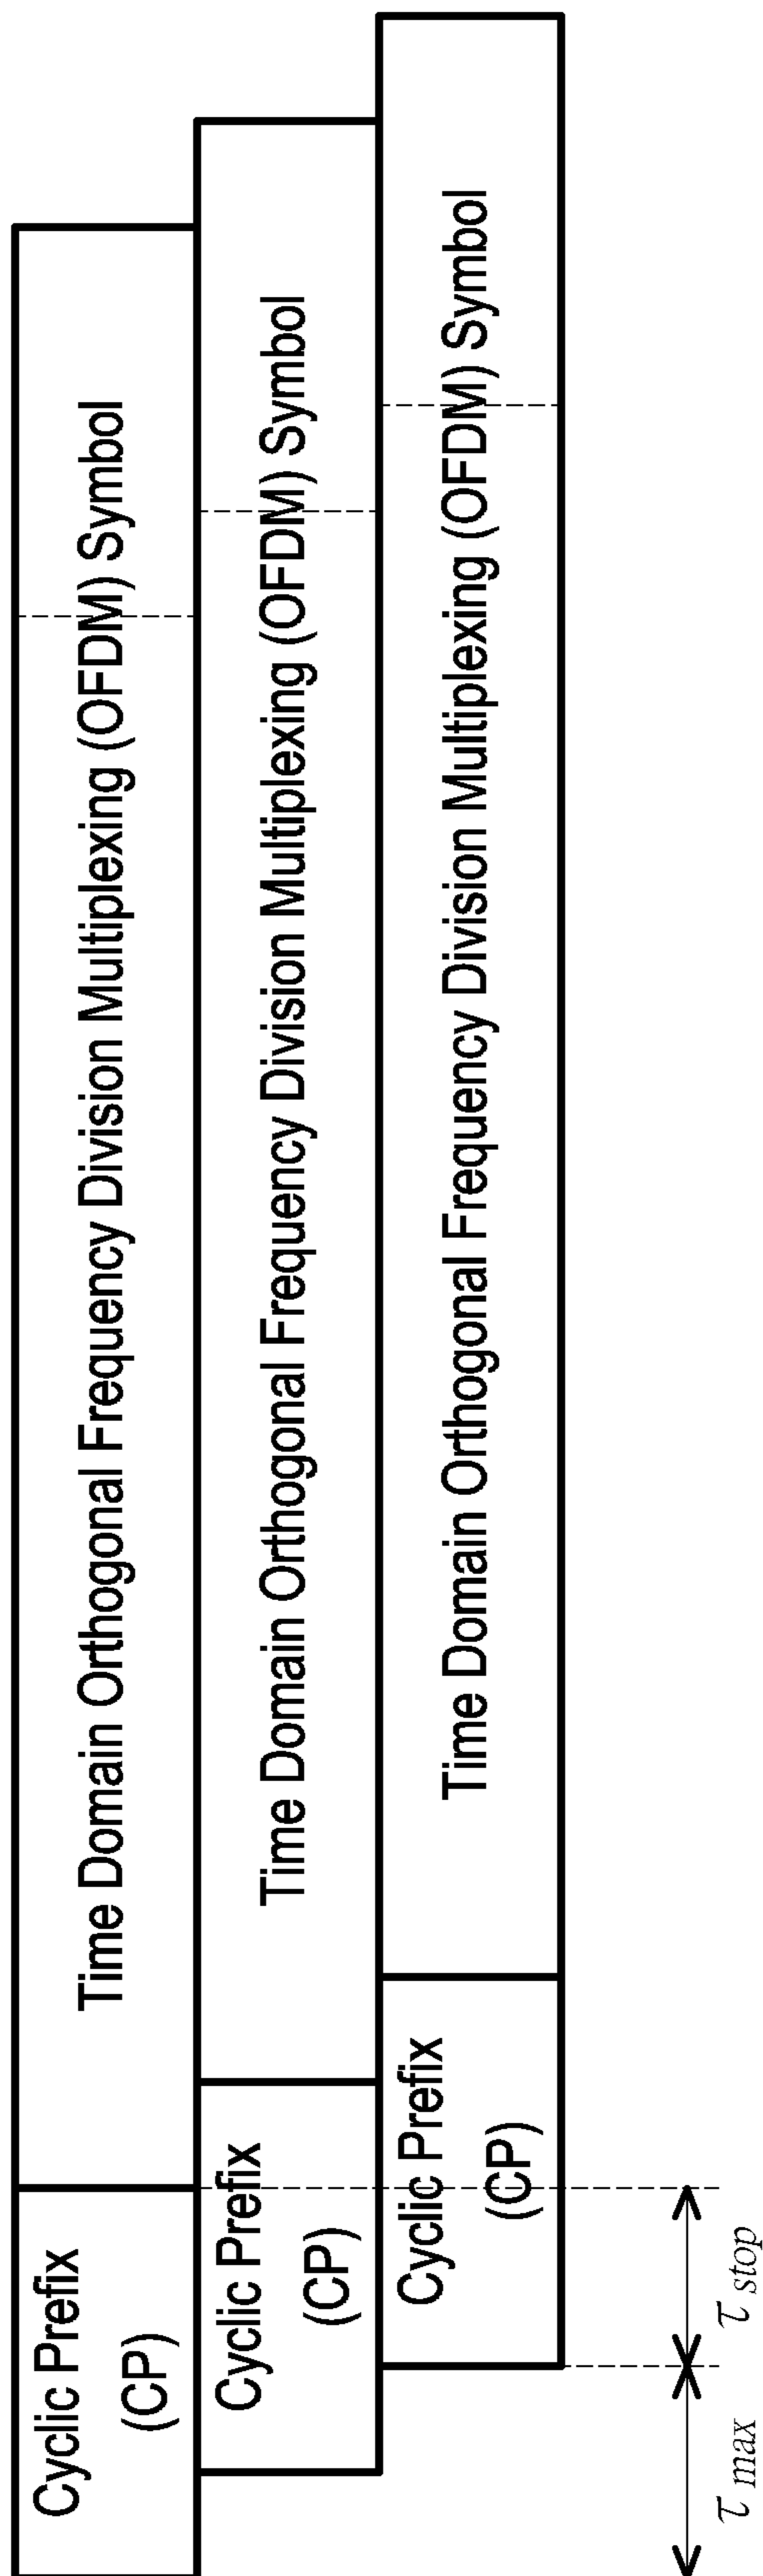 Cyclic Prefix
(CP)
Time Domain Orthogonal Frequency Division Multiplexing (OFDM) Symbol
Cyclic Prefix
(CP)
Time Domain Orthogonal Frequency Division Multiplexing (OFDM) Symbol
Cyclic Prefix
(CP)
Time Domain Orthogonal Frequency Division Multiplexing (OFDM) Symbol
τ max
τ stop